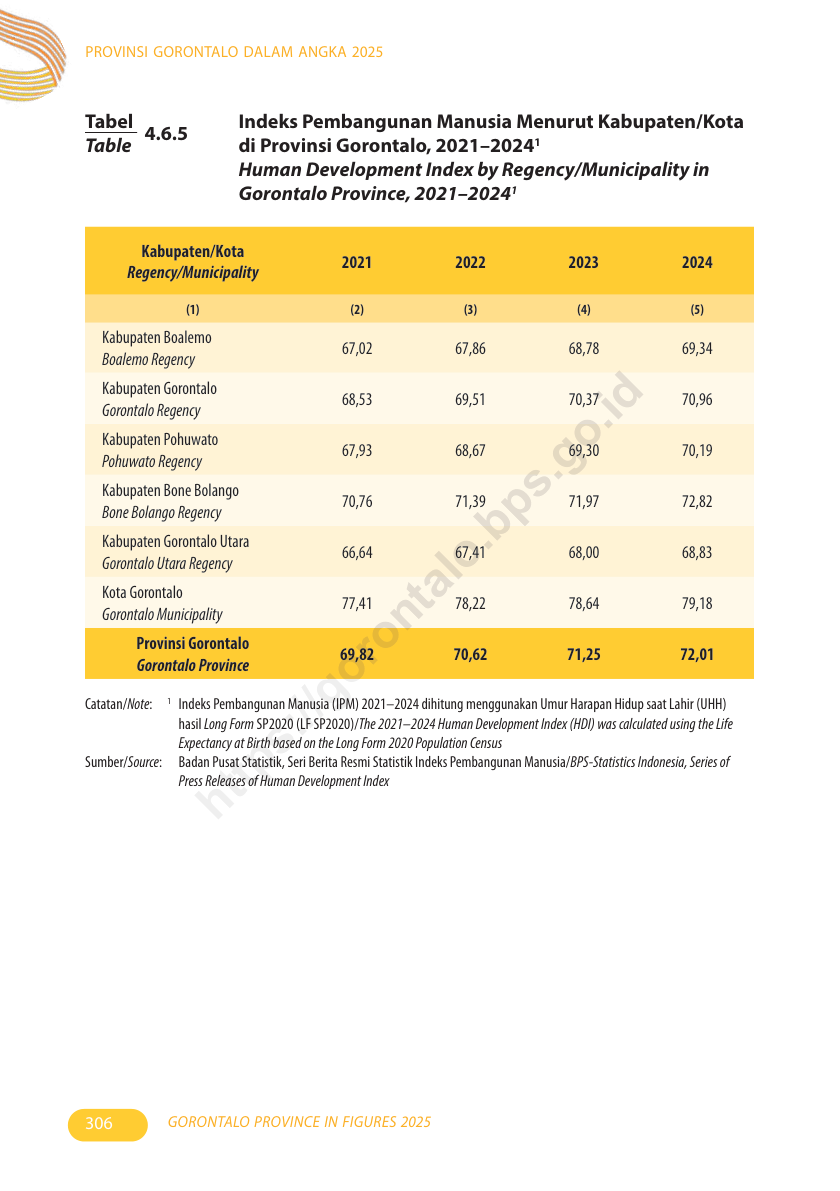 PROVINSI GORONTALO DALAM ANGKA 2025
Tabel
Table
4.6.5
Indeks Pembangunan Manusia Menurut Kabupaten/Kota
di Provinsi Gorontalo, 2021–2024¹
Human Development Index by Regency/Municipality in
Gorontalo Province, 2021–2024¹
Kabupaten/Kota
Regency/Municipality
2021 2022 2023 2024
(1) (2) (3) (4) (5)
Kabupaten Boalemo
Boalemo Regency
67,02 67,86 68,78 69,34
Kabupaten Gorontalo
Gorontalo Regency
68,53 69,51 70,37 70,96
Kabupaten Pohuwato
Pohuwato Regency
67,93 68,67 69,30 70,19
Kabupaten Bone Bolango
Bone Bolango Regency
70,76 71,39 71,97 72,82
Kabupaten Gorontalo Utara
Gorontalo Utara Regency
66,64 67,41 68,00 68,83
Kota Gorontalo
Gorontalo Municipality
77,41 78,22 78,64 79,18
Provinsi Gorontalo
Gorontalo Province
69,82 70,62 71,25 72,01
Catatan/Note: ¹ Indeks Pembangunan Manusia (IPM) 2021–2024 dihitung menggunakan Umur Harapan Hidup saat Lahir (UHH)
hasil Long Form SP2020 (LF SP2020)/The 2021–2024 Human Development Index (HDI) was calculated using the Life
Expectancy at Birth based on the Long Form 2020 Population Census
Sumber/Source: Badan Pusat Statistik, Seri Berita Resmi Statistik Indeks Pembangunan Manusia/BPS-Statistics Indonesia, Series of
Press Releases of Human Development Index
https://gorontalo.bps.go.id
306
GORONTALO PROVINCE IN FIGURES 2025